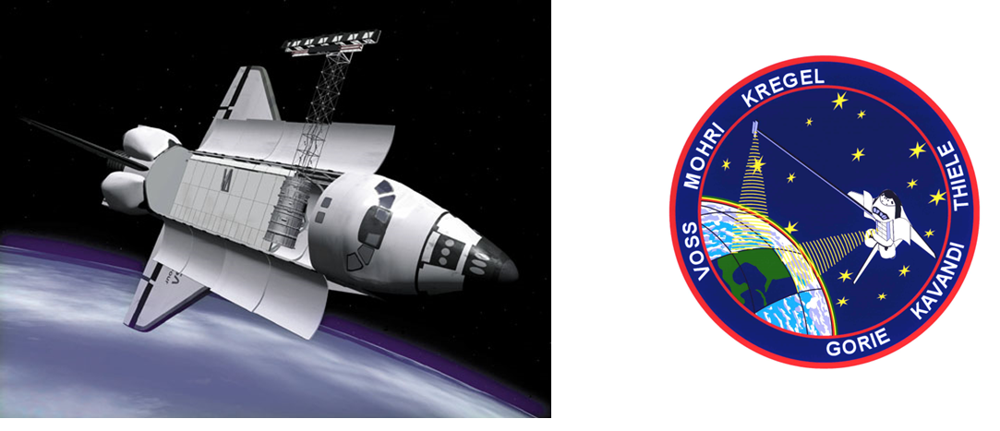 KREGEL
MOHRI
THIELE
VOSS
KAVANDI
GORIE